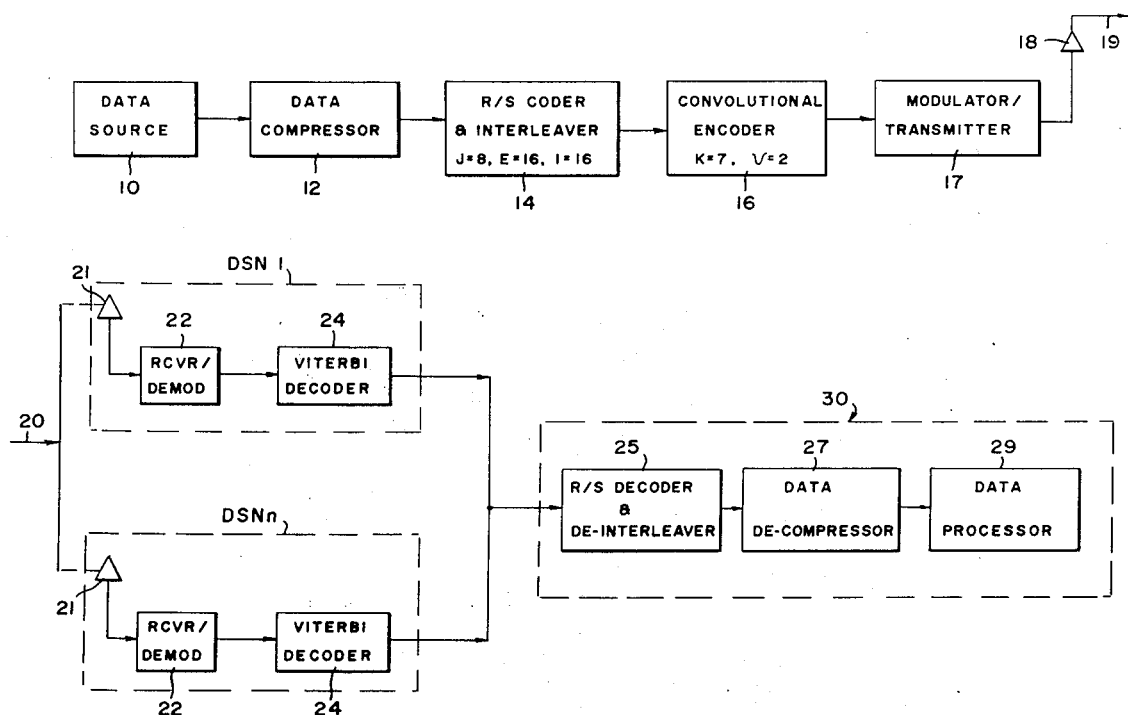 18
19
DATA
SOURCE
10
DATA
COMPRESSOR
12
R/S CODER
& INTERLEAVER
J=8, E=16, I=16
14
CONVOLUTIONAL
ENCODER
K=7, V=2
16
MODULATOR/
TRANSMITTER
17
DSN 1
21
22
RCVR/
DEMOD
24
VITERBI
DECODER
20
DSNn
21
RCVR/
DEMOD
22
VITERBI
DECODER
24
30
25
R/S DECODER
&
DE-INTERLEAVER
27
DATA
DE-COMPRESSOR
29
DATA
PROCESSOR